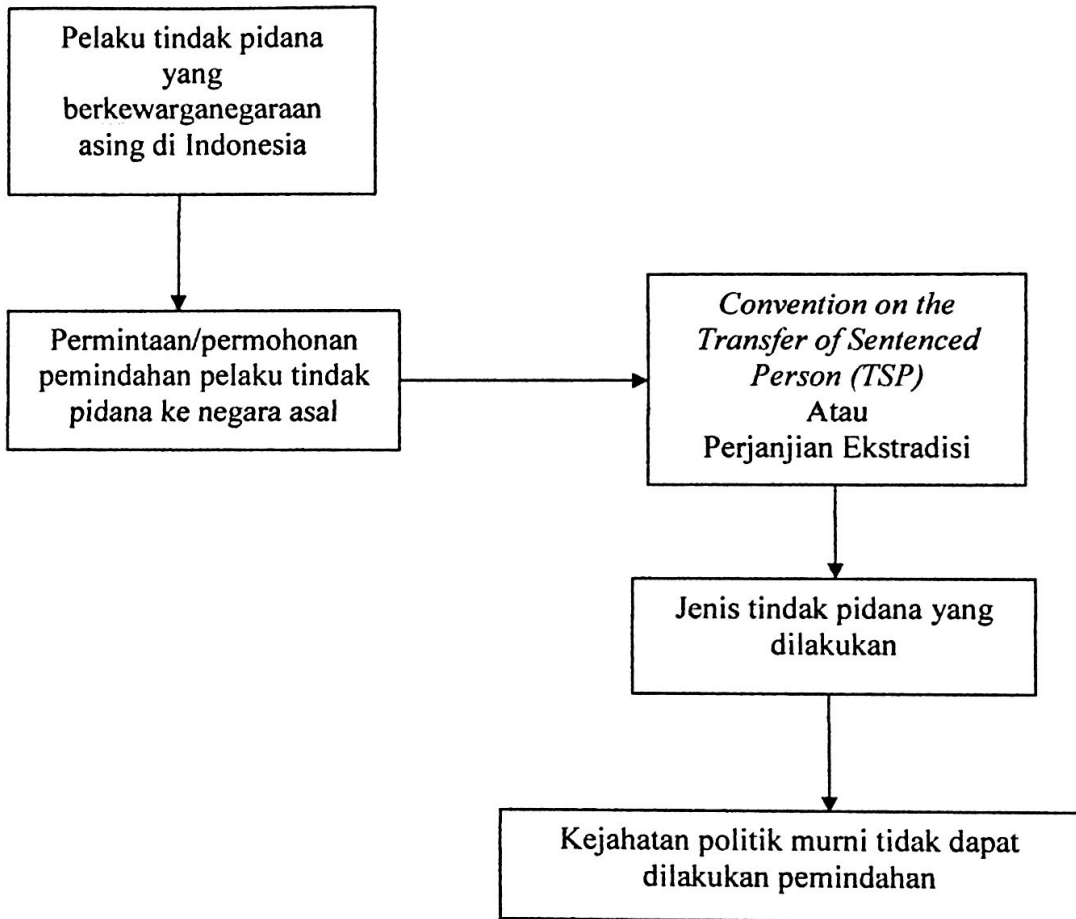 Pelaku tindak pidana
yang
berkewarganegaraan
asing di Indonesia
Permintaan/permohonan
pemindahan pelaku tindak
pidana ke negara asal
Convention on the
Transfer of Sentenced
Person (TSP)
Atau
Perjanjian Ekstradisi
Jenis tindak pidana yang
dilakukan
Kejahatan politik murni tidak dapat
dilakukan pemindahan